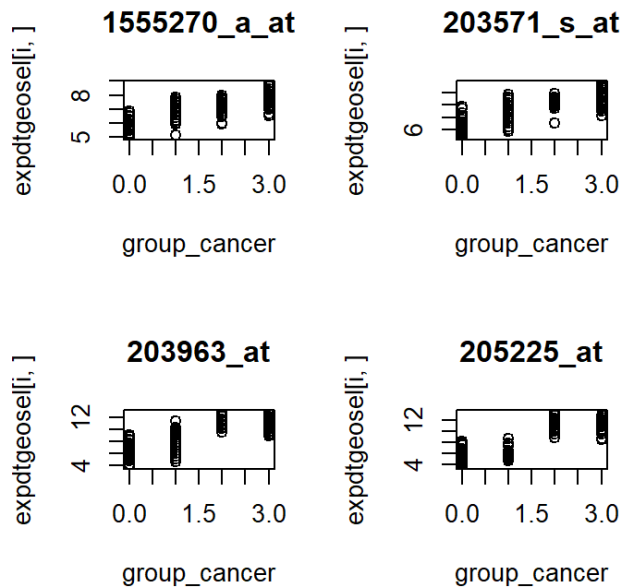 1555270_a_at
expdtgeosel[i, ]
5 8
0.0 1.5 3.0
group_cancer
203571_s_at
expdtgeosel[i, ]
6
0.0 1.5 3.0
group_cancer
203963_at
expdtgeosel[i, ]
4 12
0.0 1.5 3.0
group_cancer
205225_at
expdtgeosel[i, ]
4 12
0.0 1.5 3.0
group_cancer